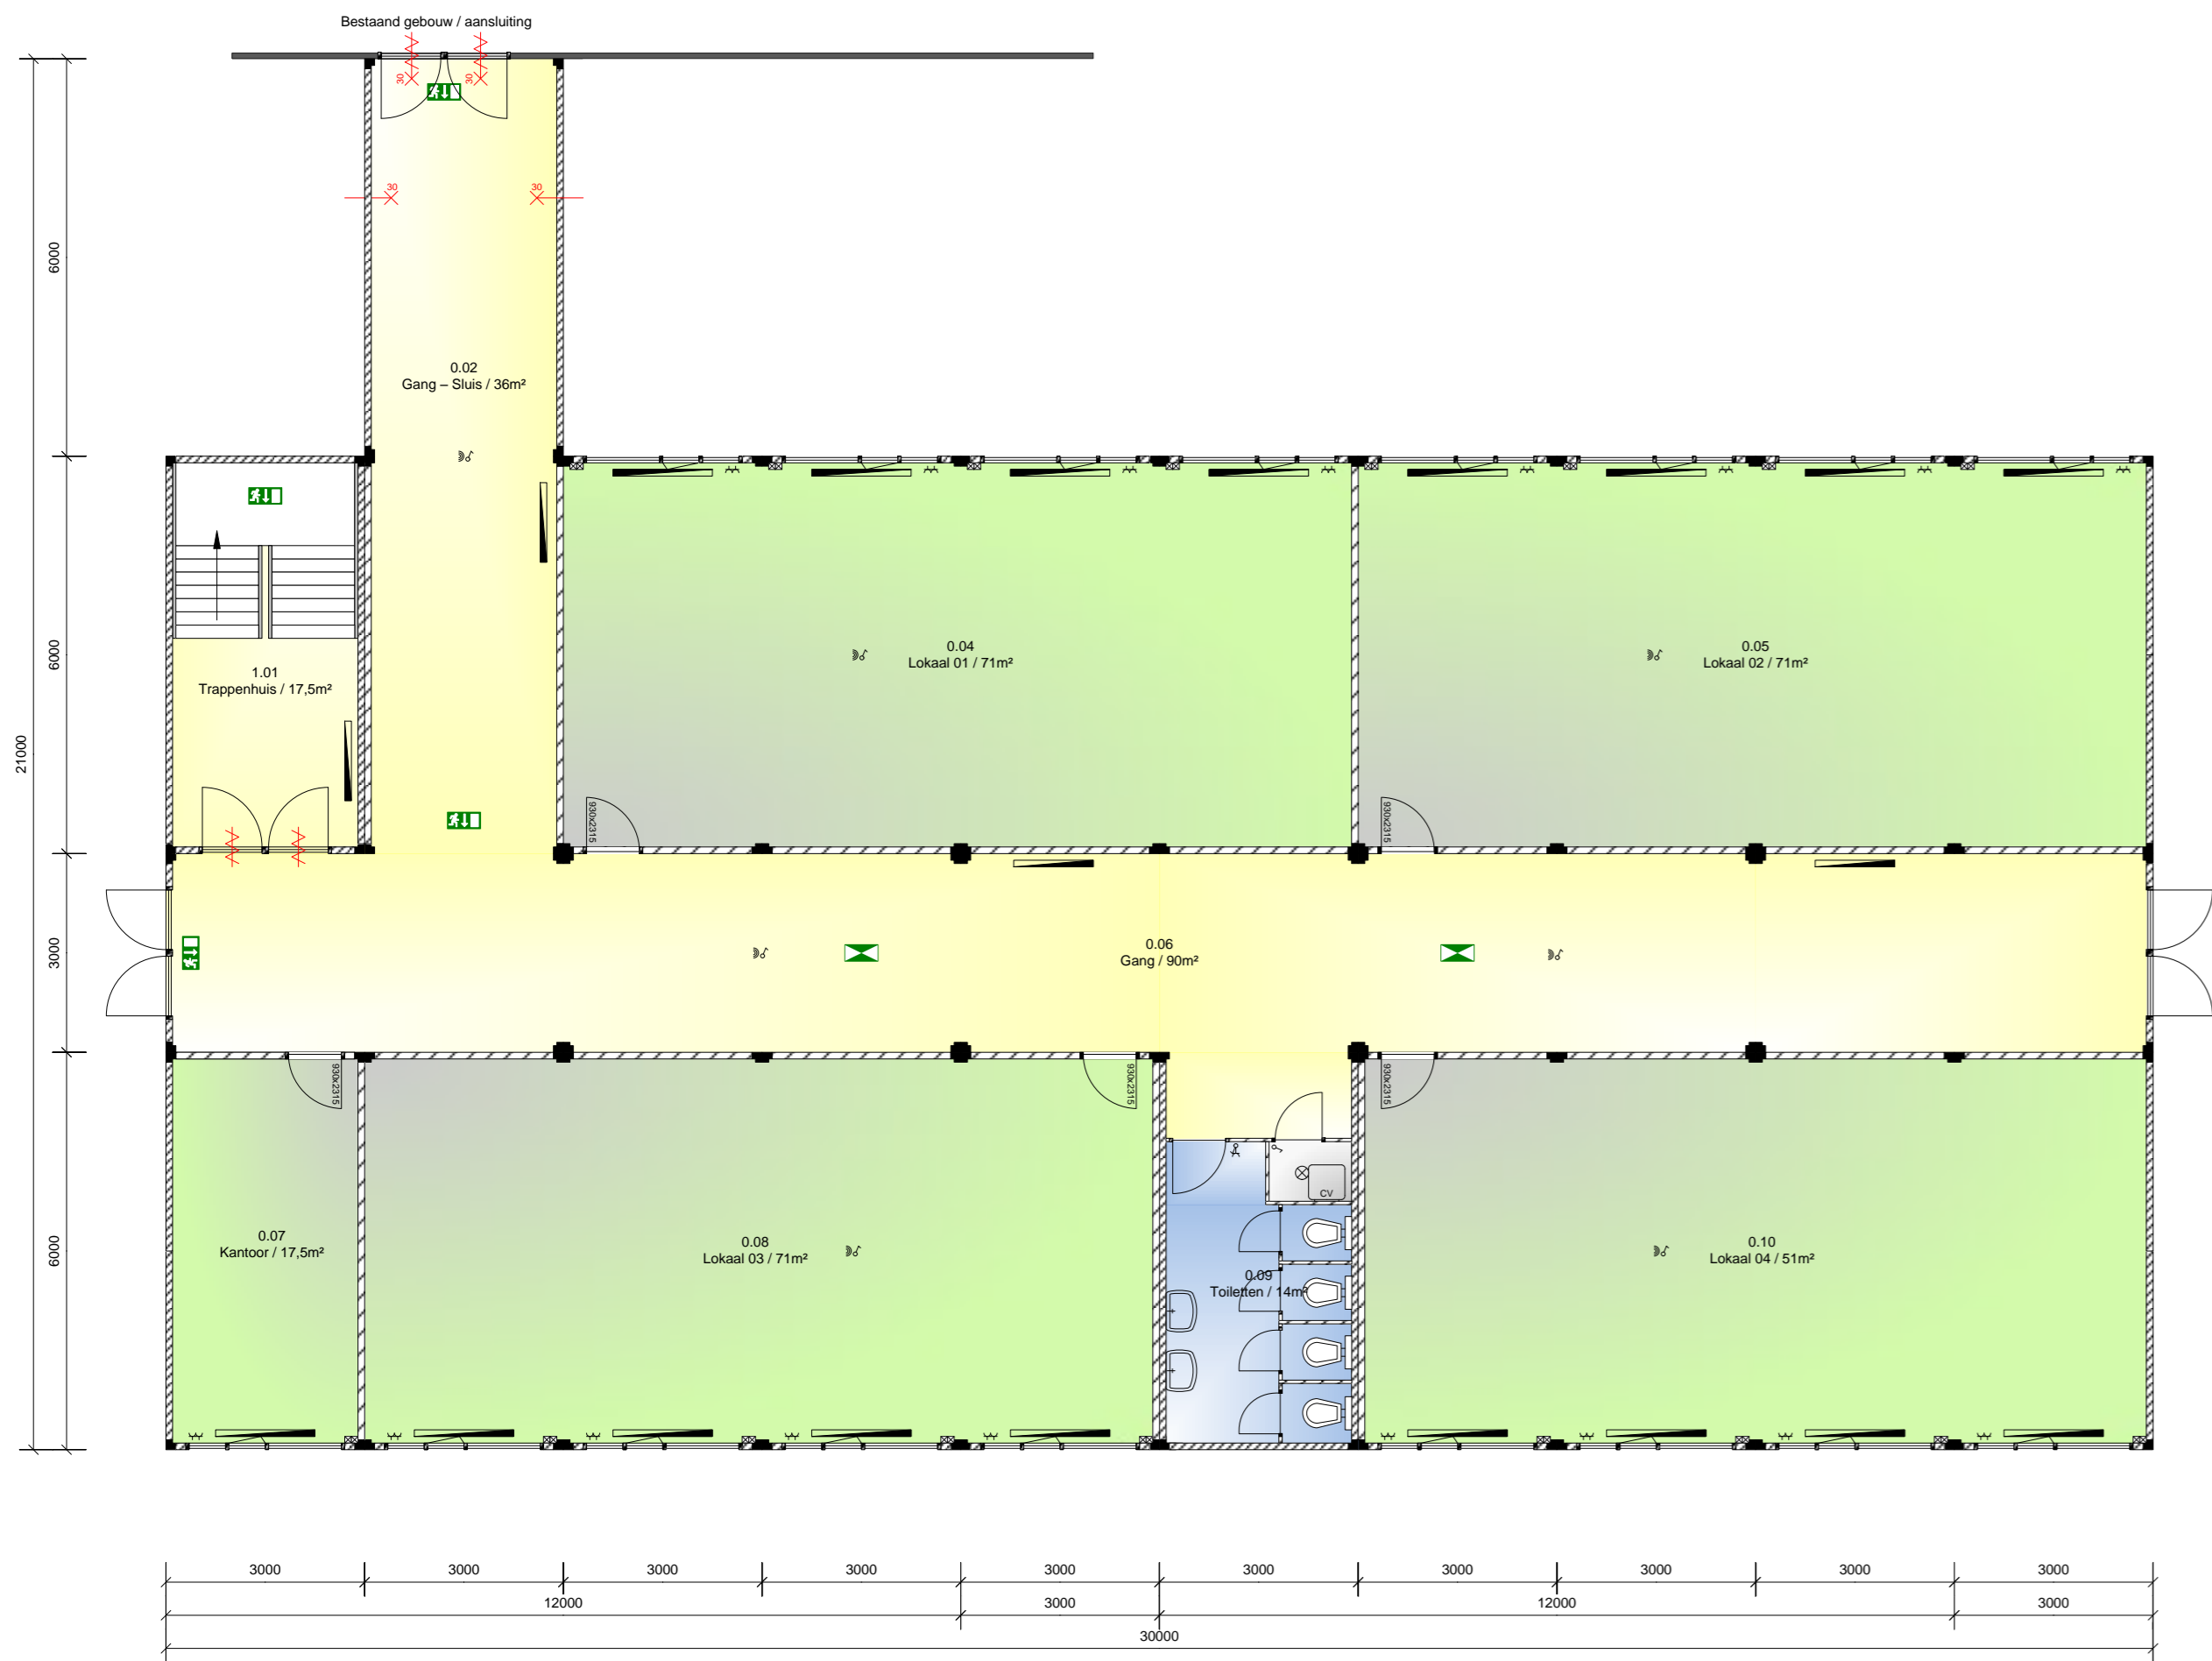 Bestaand gebouw / aansluiting
30
30
30
30
6000
0.02
Gang – Sluis / 36m²
6000
21000
1.01
Trappenhuis / 17,5m²
0.04
Lokaal 01 / 71m²
0.05
Lokaal 02 / 71m²
930x2315
930x2315
3000
0.06
Gang / 90m²
930x2315
930x2315
930x2315
CV
6000
0.07
Kantoor / 17,5m²
0.08
Lokaal 03 / 71m²
0.09
Toiletten / 14m²
0.10
Lokaal 04 / 51m²
3000
3000
3000
3000
3000
3000
3000
3000
3000
3000
12000
3000
12000
3000
30000